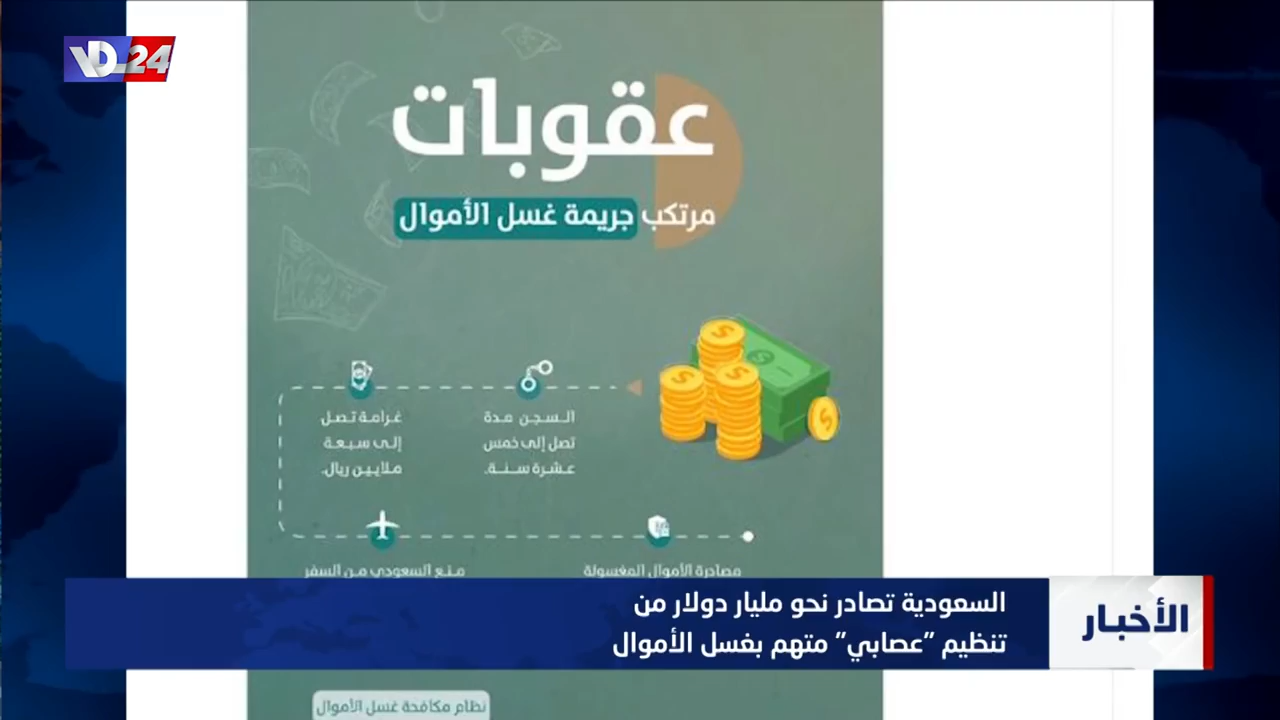 VD 24
عقوبات
مرتكب جريمة غسل الأموال
السجن مدة
تصل إلى خمس
عشرة سنة.
غرامة تصل
إلى سبعة
ملايين ريال.
منع السعودي من السفر
مصادرة الأموال المغسولة
السعودية تصادر نحو مليار دولار من
تنظيم "عصابي" متهم بغسل الأموال
الأخبار
نظام مكافحة غسل الأموال